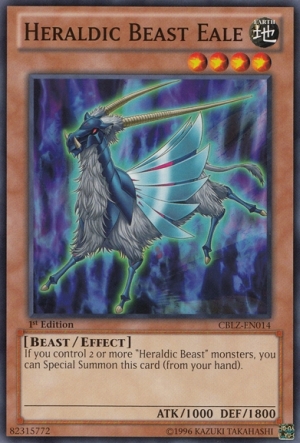 HERALDIC BEAST EALE
EARTH
地
1st Edition
CBLZ-EN014
[BEAST / EFFECT]
If you control 2 or more "Heraldic Beast" monsters, you
can Special Summon this card (from your hand).
ATK/1000 DEF/1800
82315772
©1996 KAZUKI TAKAHASHI